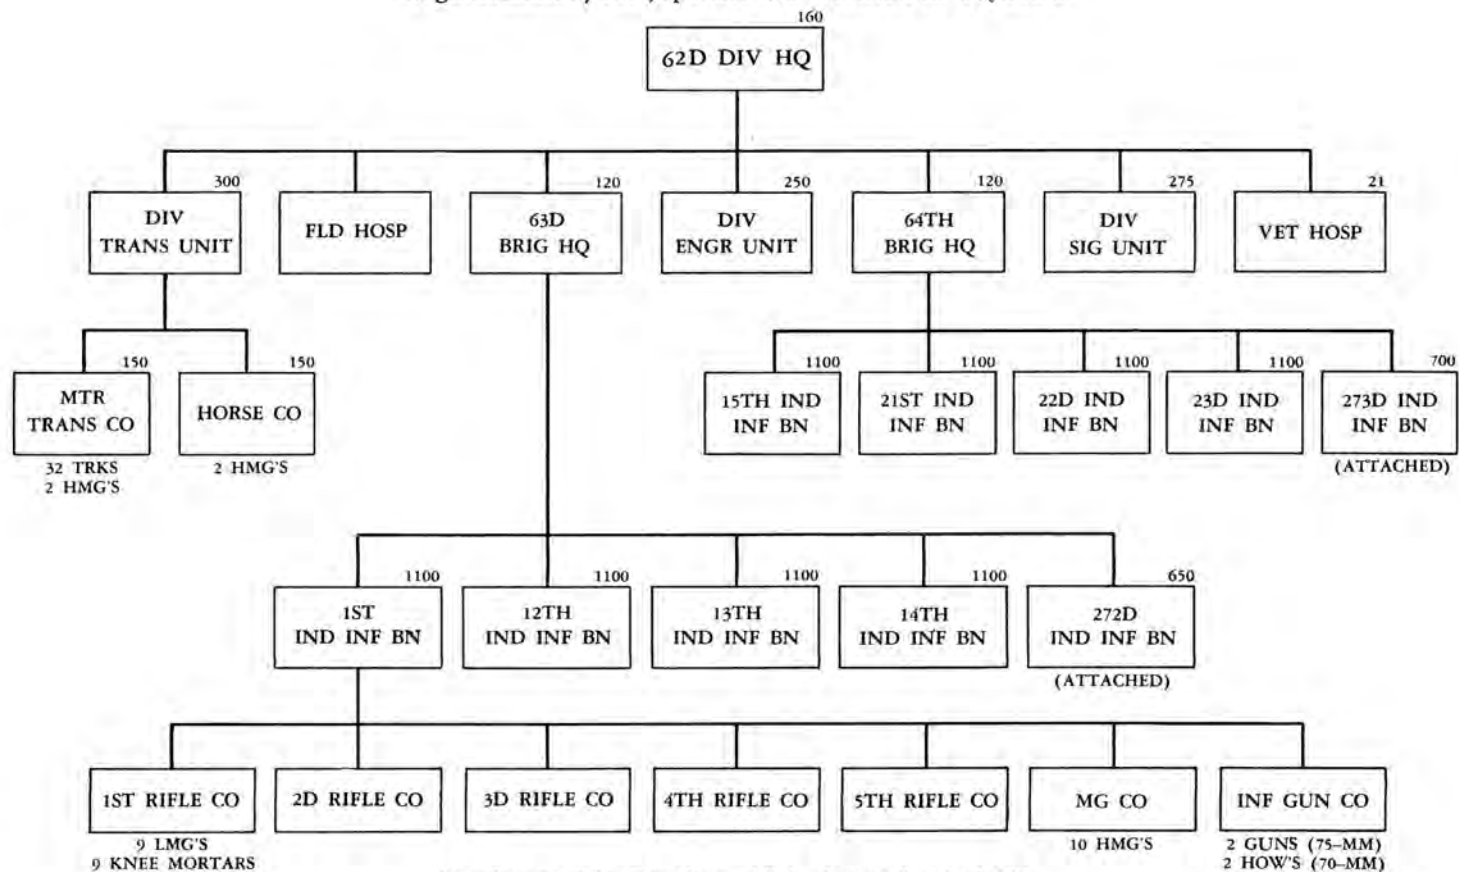 160
62D DIV HQ
300
DIV
TRANS UNIT
FLD HOSP
120
63D
BRIG HQ
250
DIV
ENGR UNIT
120
64TH
BRIG HQ
275
DIV
SIG UNIT
21
VET HOSP
150
MTR
TRANS CO
32 TRKS
2 HMG'S
150
HORSE CO
2 HMG'S
1100
15TH IND
INF BN
1100
21ST IND
INF BN
1100
22D IND
INF BN
1100
23D IND
INF BN
700
273D IND
INF BN
(ATTACHED)
1100
1ST
IND INF BN
1100
12TH
IND INF BN
1100
13TH
IND INF BN
1100
14TH
IND INF BN
650
272D
IND INF BN
(ATTACHED)
1ST RIFLE CO
9 LMG'S
9 KNEE MORTARS
2D RIFLE CO
3D RIFLE CO
4TH RIFLE CO
5TH RIFLE CO
MG CO
10 HMG'S
INF GUN CO
2 GUNS (75–MM)
2 HOW'S (70–MM)